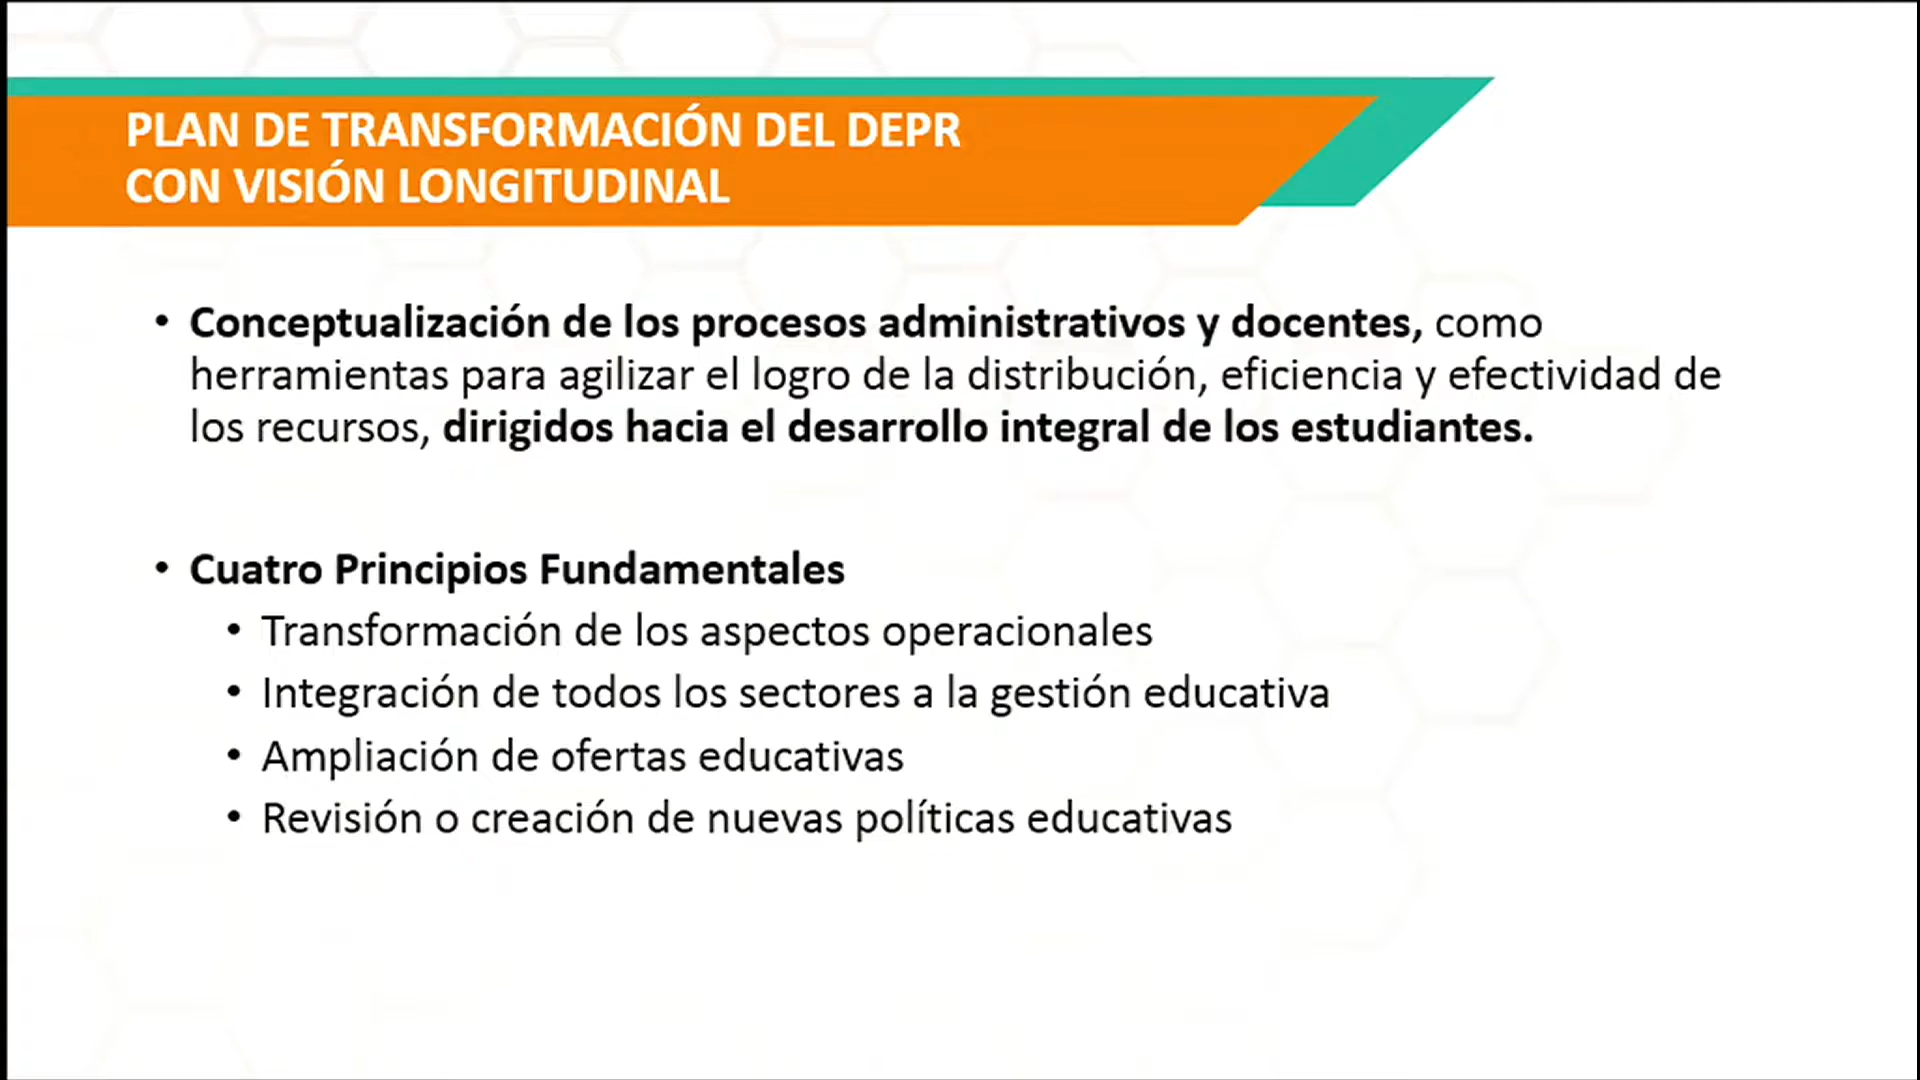 PLAN DE TRANSFORMACIÓN DEL DEPR
CON VISIÓN LONGITUDINAL
• Conceptualización de los procesos administrativos y docentes, como
herramientas para agilizar el logro de la distribución, eficiencia y efectividad de
los recursos, dirigidos hacia el desarrollo integral de los estudiantes.
• Cuatro Principios Fundamentales
• Transformación de los aspectos operacionales
• Integración de todos los sectores a la gestión educativa
• Ampliación de ofertas educativas
• Revisión o creación de nuevas políticas educativas